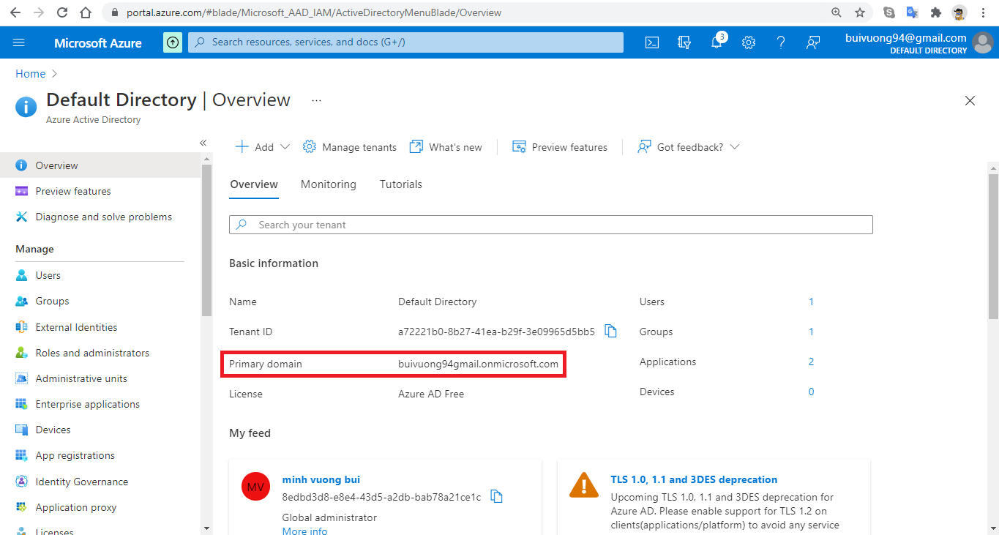 portal.azure.com/#blade/Microsoft_AAD_IAM/ActiveDirectoryMenuBlade/Overview
Microsoft Azure
Search resources, services, and docs (G+/)
3
buivuong94@gmail.com
DEFAULT DIRECTORY
Home
Default Directory | Overview ...
Azure Active Directory
Overview
Preview features
Diagnose and solve problems
Manage
Users
Groups
External Identities
Roles and administrators
Administrative units
Enterprise applications
Devices
App registrations
Identity Governance
Application proxy
Licenses
Add
Manage tenants
What's new
Preview features
Got feedback?
Overview Monitoring Tutorials
Search your tenant
Basic information
Name Default Directory Users 1
Tenant ID a72221b0-8b27-41ea-b29f-3e09965d5bb5 Groups 1
Primary domain buivuong94gmail.onmicrosoft.com Applications 2
License Azure AD Free Devices 0
My feed
MV
minh vuong bui
8edbd3d8-e8e4-43d5-a2db-bab78a21ce1c
Global administrator
More info
TLS 1.0, 1.1 and 3DES deprecation
Upcoming TLS 1.0, 1.1 and 3DES deprecation for
Azure AD. Please enable support for TLS 1.2 on
clients(applications/platform) to avoid any service